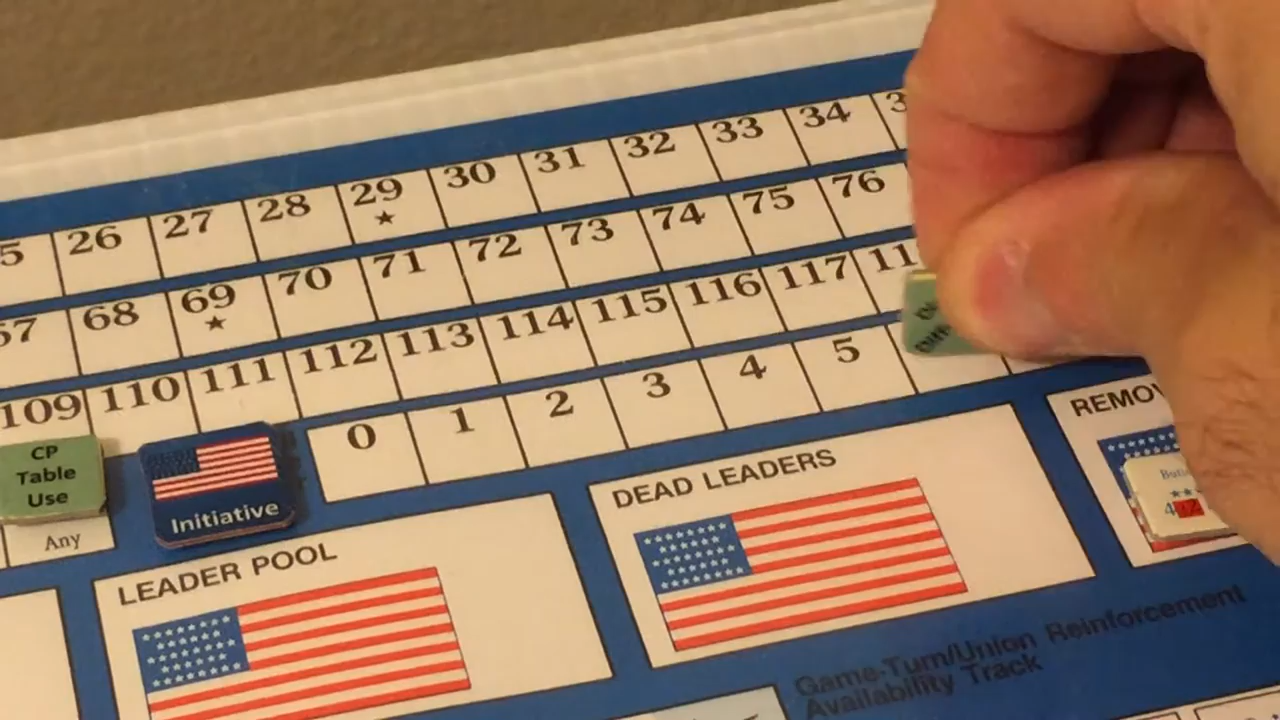 26 27 28 29 30 31 32 33 34
68 69 70 71 72 73 74 75 76
109 110 111 112 113 114 115 116 117
0 1 2 3 4 5
CP
Table
Use
Any
Initiative
LEADER POOL
DEAD LEADERS
Game-Turn/Union Reinforcement
Availability Track